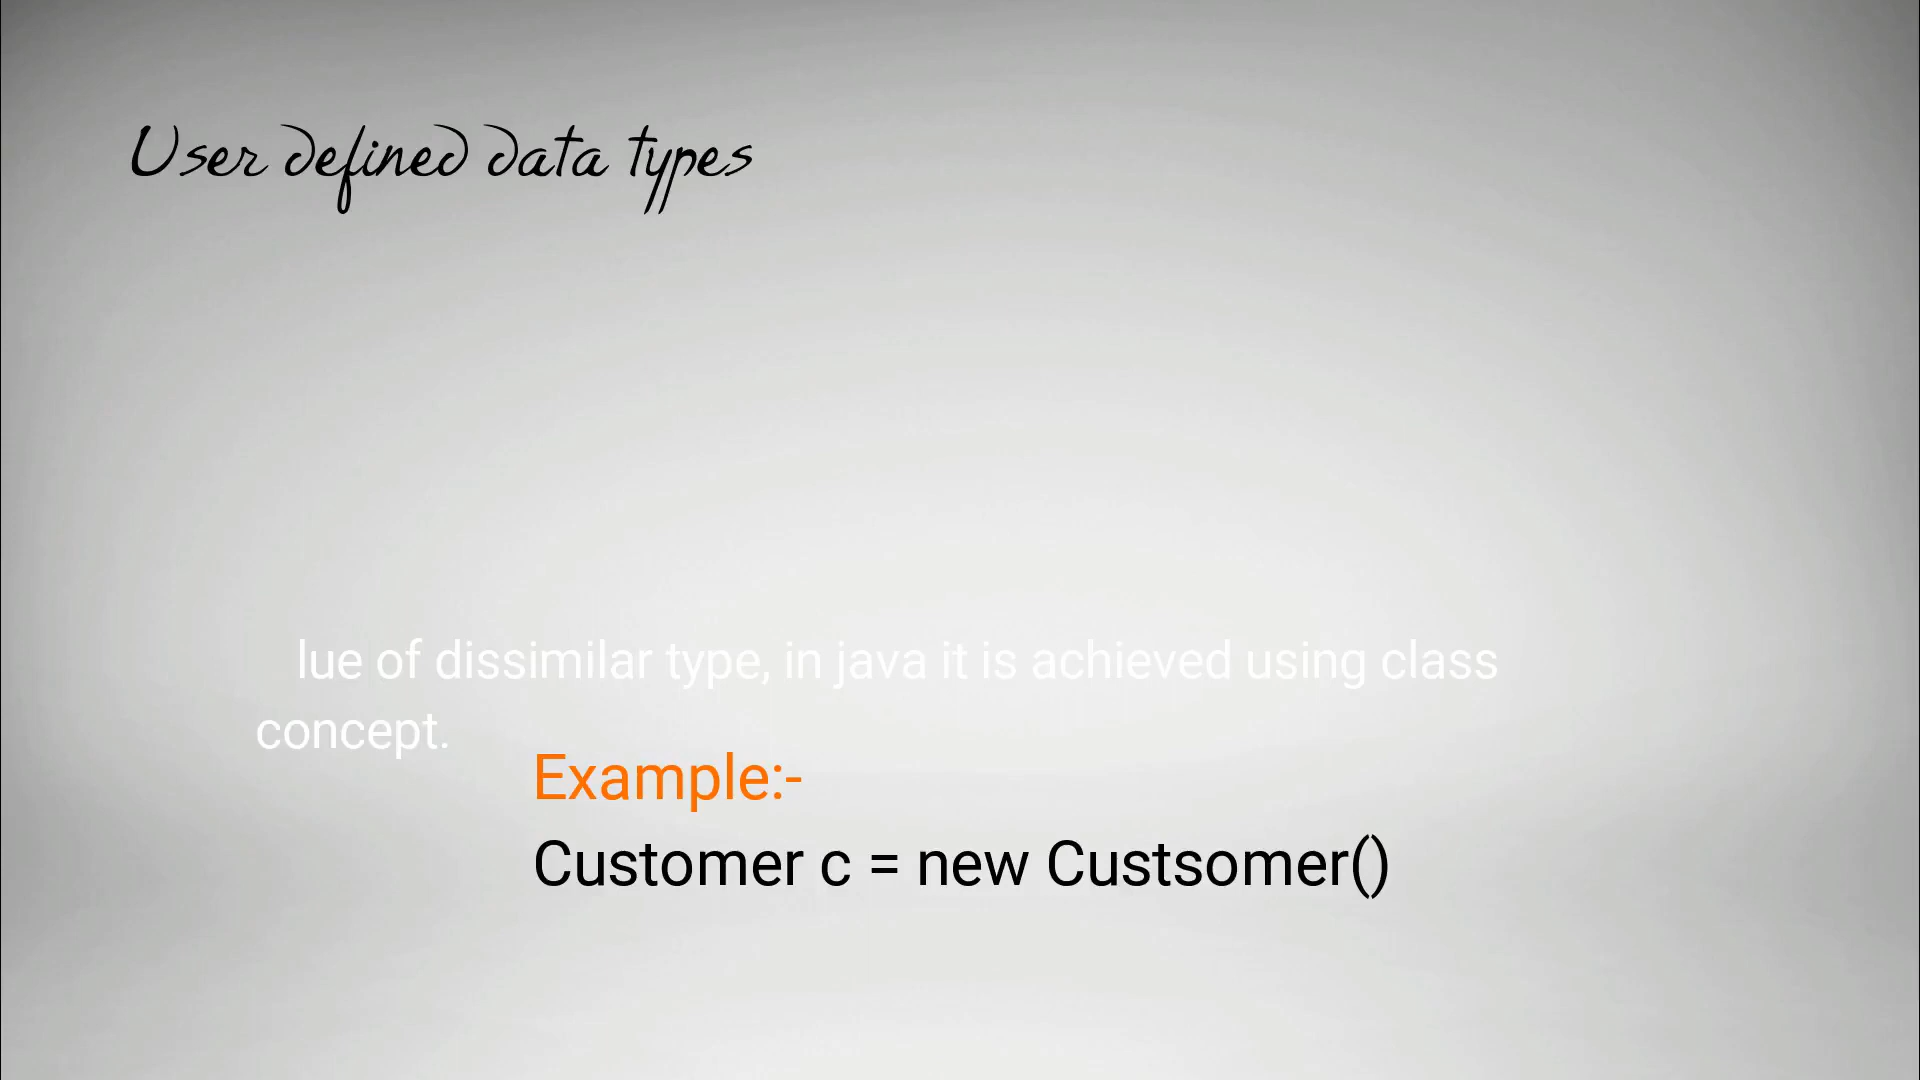 User defined data types
lue of dissimilar type, in java it is achieved using class
concept.
Example:-
Customer c = new Custsomer()